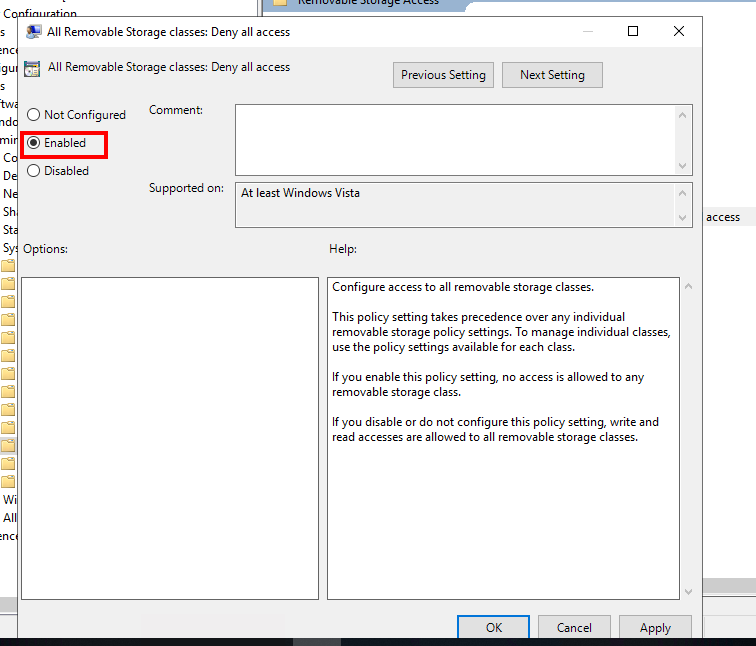 Configuration
Removable Storage Access
All Removable Storage classes: Deny all access
All Removable Storage classes: Deny all access
Previous Setting
Next Setting
Not Configured
Comment:
Enabled
Disabled
Supported on:
At least Windows Vista
access
Options:
Help:
Configure access to all removable storage classes.
This policy setting takes precedence over any individual
removable storage policy settings. To manage individual classes,
use the policy settings available for each class.
If you enable this policy setting, no access is allowed to any
removable storage class.
If you disable or do not configure this policy setting, write and
read accesses are allowed to all removable storage classes.
Wi
All
OK
Cancel
Apply